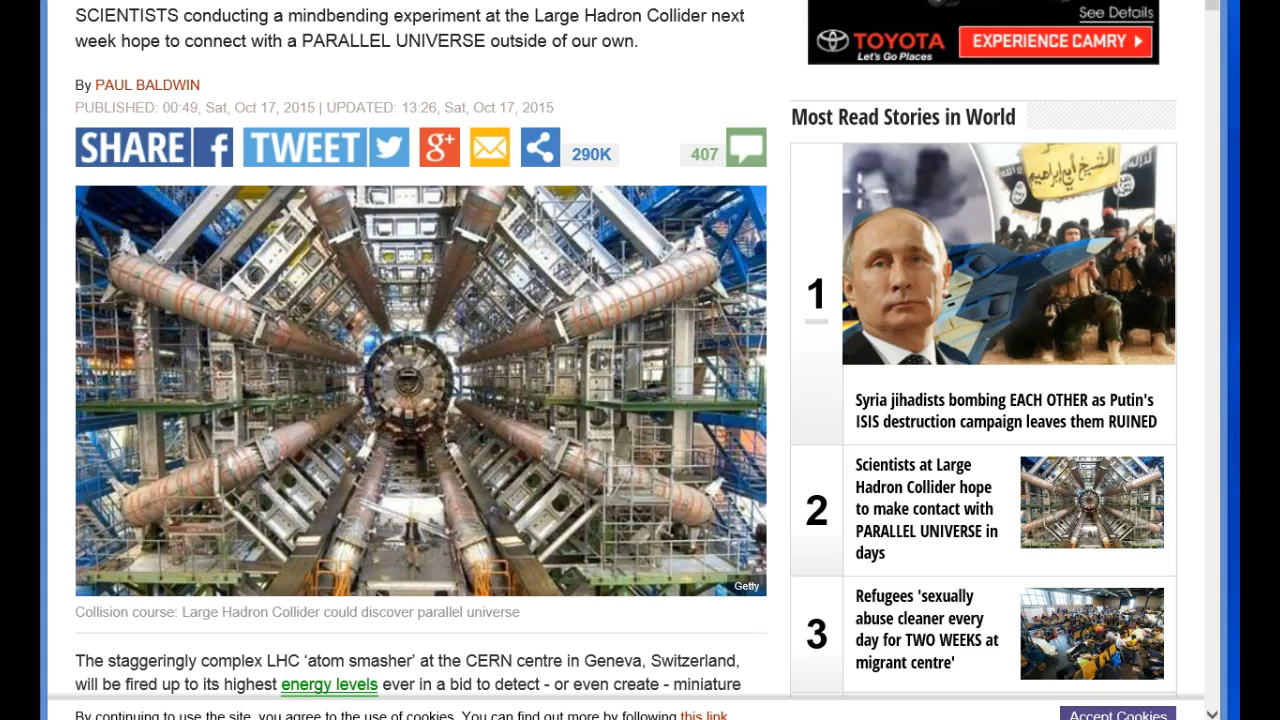 SCIENTISTS conducting a mindbending experiment at the Large Hadron Collider next
week hope to connect with a PARALLEL UNIVERSE outside of our own.
By PAUL BALDWIN
PUBLISHED: 00:49, Sat, Oct 17, 2015 | UPDATED: 13:26, Sat, Oct 17, 2015
SHARE f
TWEET
g+
290K
407
Getty
Collision course: Large Hadron Collider could discover parallel universe
The staggeringly complex LHC ‘atom smasher’ at the CERN centre in Geneva, Switzerland,
will be fired up to its highest energy levels ever in a bid to detect - or even create - miniature
See Details
TOYOTA
Let's Go Places
EXPERIENCE CAMRY
Most Read Stories in World
1
الشيخ أبي إبراهيم
Syria jihadists bombing EACH OTHER as Putin's
ISIS destruction campaign leaves them RUINED
2
Scientists at Large
Hadron Collider hope
to make contact with
PARALLEL UNIVERSE in
days
3
Refugees 'sexually
abuse cleaner every
day for TWO WEEKS at
migrant centre'
By continuing to use the site, you agree to the use of cookies. You can find out more by following this link
Accept Cookies